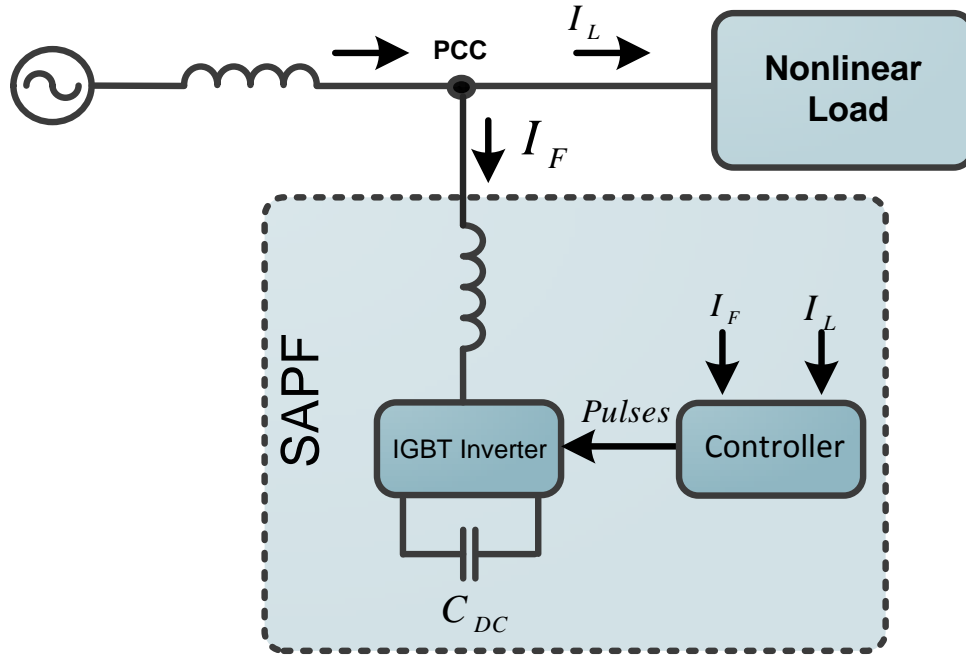 I_L
PCC
Nonlinear
Load
I_F
SAPF
I_F
I_L
Pulses
IGBT Inverter
Controller
C_DC